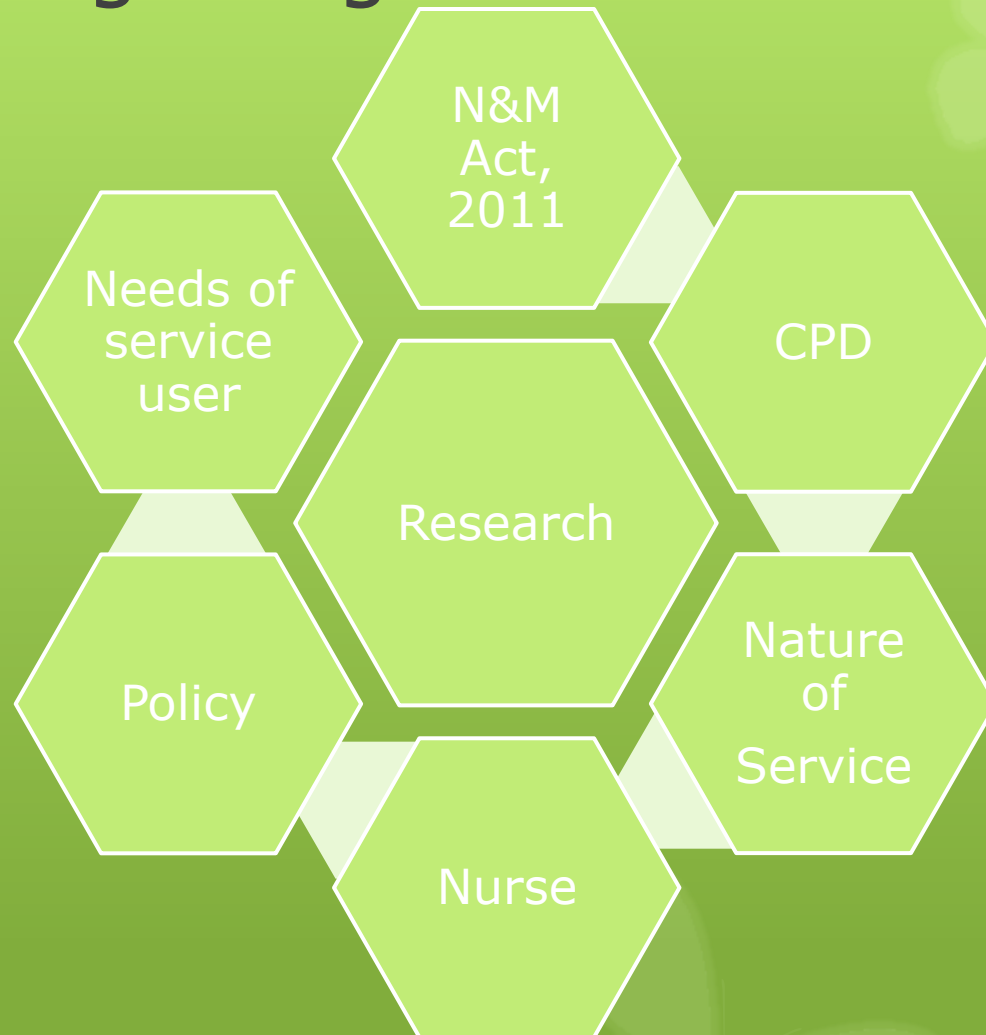 N&M
Act,
2011
CPD
Needs of
service
user
Research
Nature
of
Service
Policy
Nurse